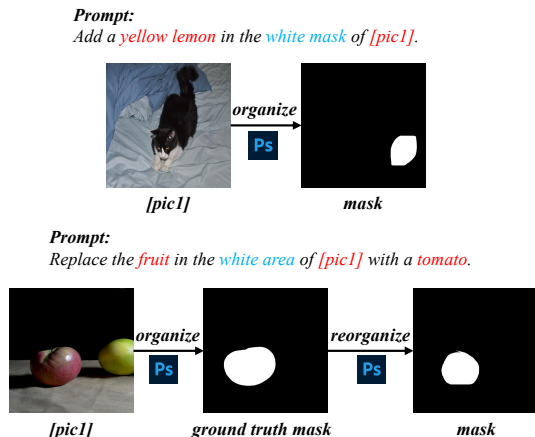 Prompt:
Add a yellow lemon in the white mask of [pic1].
organize
Ps
[pic1]
mask
Prompt:
Replace the fruit in the white area of [pic1] with a tomato.
organize
reorganize
Ps
Ps
[pic1]
ground truth mask
mask